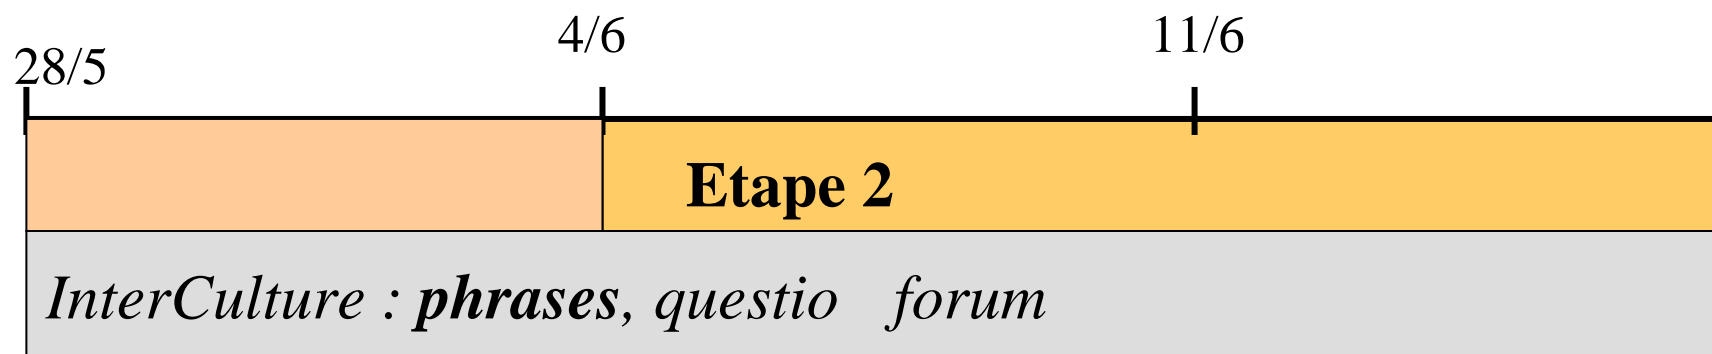 28/5 4/6 11/6
Etape 2
InterCulture : phrases, questio forum